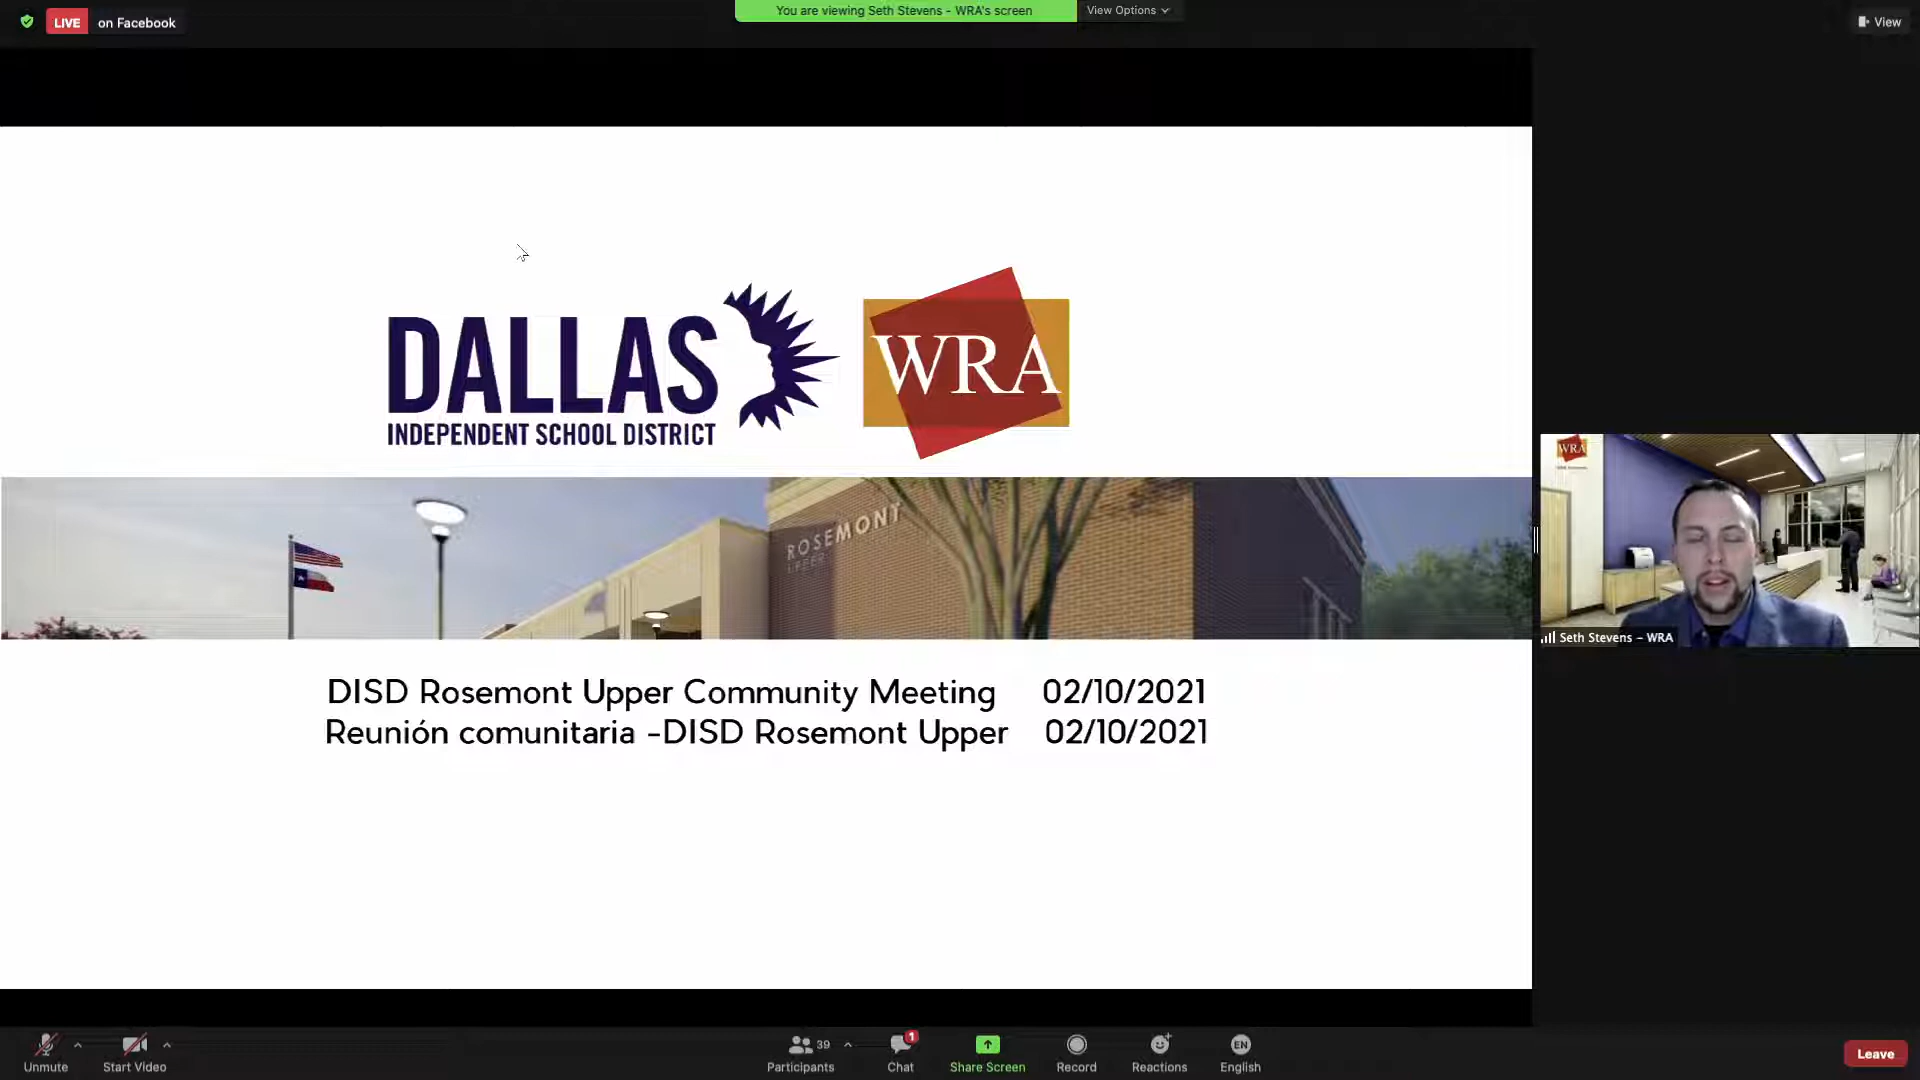 LIVE on Facebook
You are viewing Seth Stevens - WRA's screen
View Options
View
DALLAS
INDEPENDENT SCHOOL DISTRICT
WRA
ROSEMONT
UPPER
WRA
Seth Stevens - WRA
DISD Rosemont Upper Community Meeting 02/10/2021
Reunión comunitaria -DISD Rosemont Upper 02/10/2021
Unmute
Start Video
39
Participants
1
Chat
Share Screen
Record
Reactions
EN
English
Leave